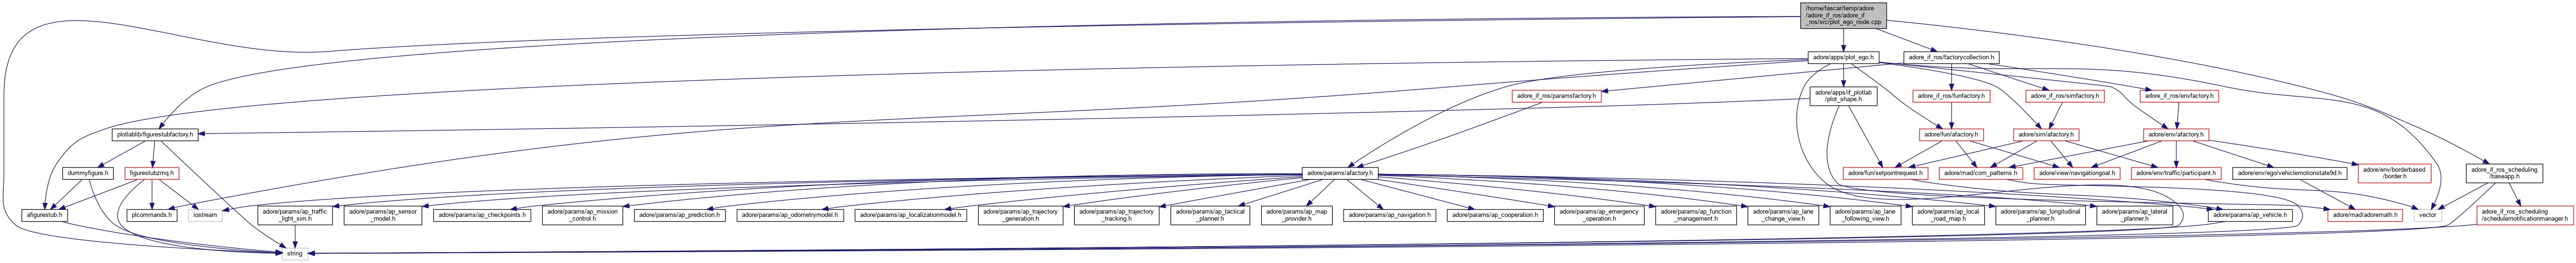 /home/fascar/temp/adore
/adore_if_ros/adore_if
_ros/src/plot_ego_node.cpp
adore/apps/plot_ego.h
adore_if_ros/factorycollection.h
adore_if_ros/paramsfactory.h
adore/apps/if_plotlab
/plot_shape.h
adore_if_ros/funfactory.h
adore_if_ros/simfactory.h
adore_if_ros/envfactory.h
plotlablib/figurestubfactory.h
adore/fun/afactory.h
adore/sim/afactory.h
adore/env/afactory.h
dummyfigure.h
figurestubzmq.h
adore/params/afactory.h
adore/fun/setpointrequest.h
adore/mad/com_patterns.h
adore/view/navigationgoal.h
adore/env/traffic/participant.h
adore/env/ego/vehiclemotionstate9d.h
adore/env/borderbased
/border.h
adore_if_ros_scheduling
/baseapp.h
afigurestub.h
plcommands.h
iostream
adore/params/ap_traffic
_light_sim.h
adore/params/ap_sensor
_model.h
adore/params/ap_checkpoints.h
adore/params/ap_mission
_control.h
adore/params/ap_prediction.h
adore/params/ap_odometrymodel.h
adore/params/ap_localizationmodel.h
adore/params/ap_trajectory
_generation.h
adore/params/ap_trajectory
_tracking.h
adore/params/ap_tactical
_planner.h
adore/params/ap_map
_provider.h
adore/params/ap_navigation.h
adore/params/ap_cooperation.h
adore/params/ap_emergency
_operation.h
adore/params/ap_function
_management.h
adore/params/ap_lane
_change_view.h
adore/params/ap_lane
_following_view.h
adore/params/ap_local
_road_map.h
adore/params/ap_longitudinal
_planner.h
adore/params/ap_lateral
_planner.h
adore/params/ap_vehicle.h
adore/mad/adoremath.h
vector
adore_if_ros_scheduling
/schedulernotificationmanager.h
string